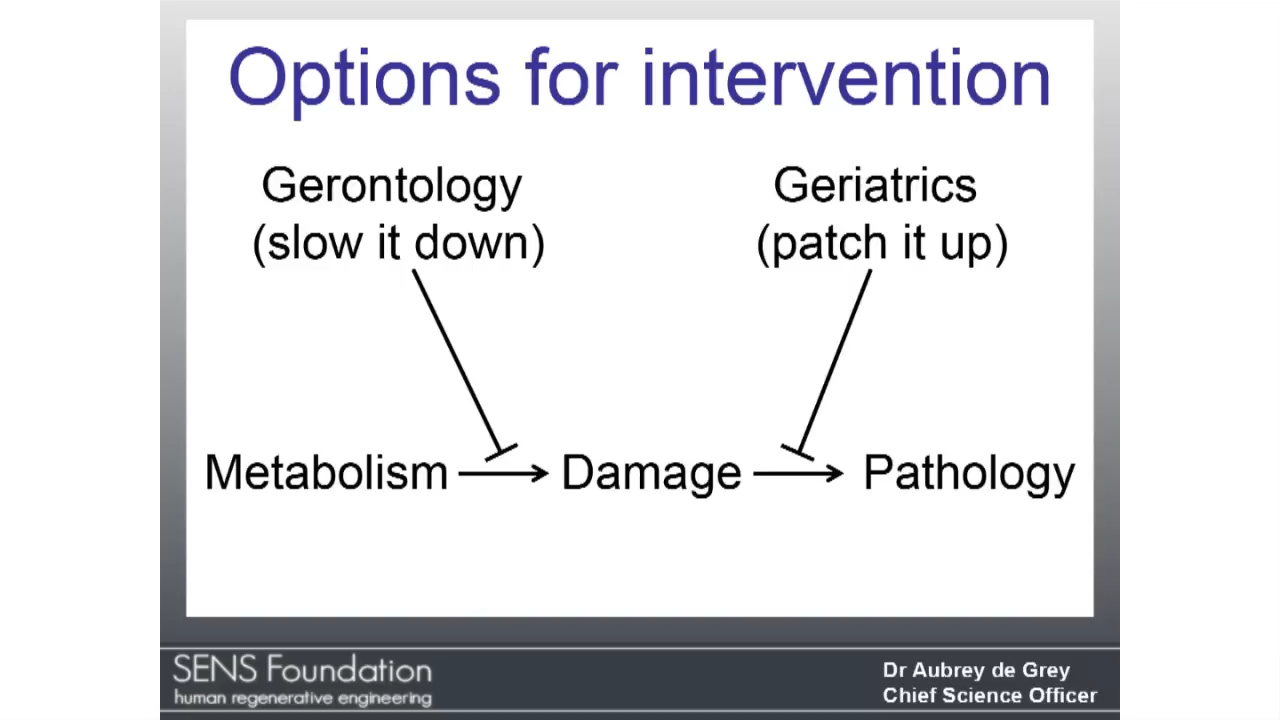 Options for intervention
Gerontology
(slow it down)
Geriatrics
(patch it up)
Metabolism
Damage
Pathology
SENS Foundation
human regenerative engineering
Dr Aubrey de Grey
Chief Science Officer